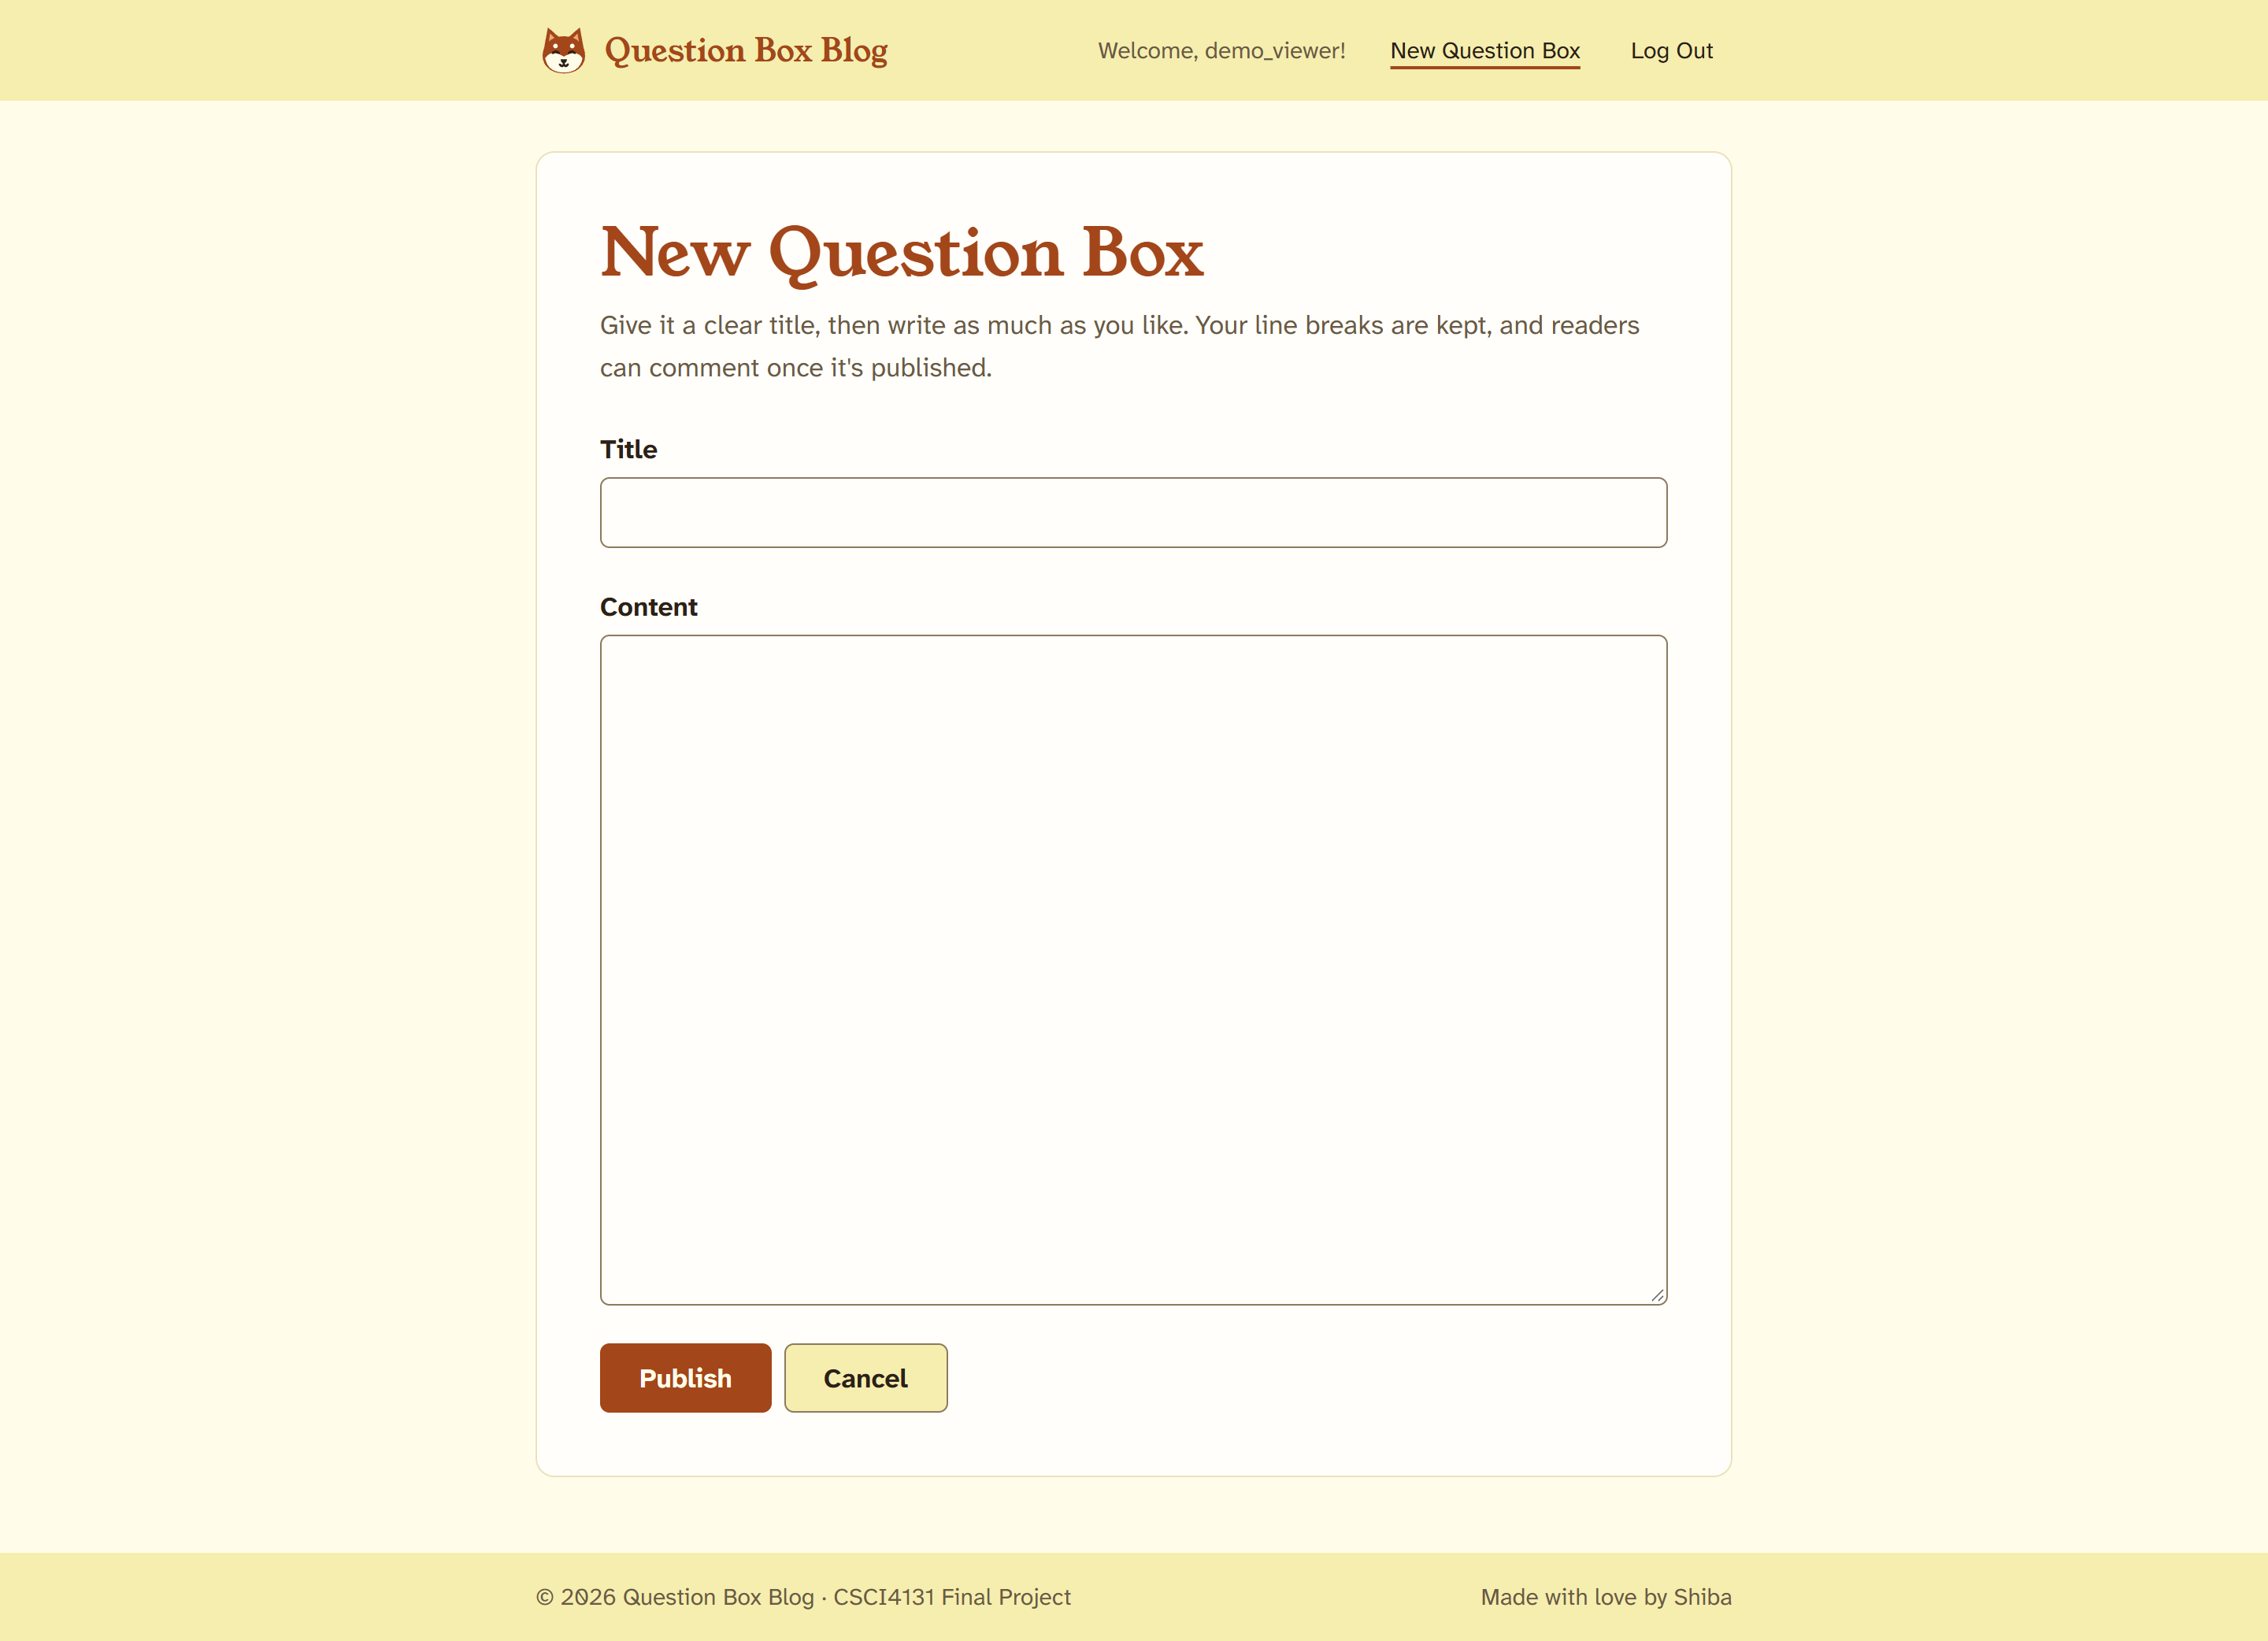 Question Box Blog
Welcome, demo_viewer!
New Question Box
Log Out
New Question Box
Give it a clear title, then write as much as you like. Your line breaks are kept, and readers
can comment once it's published.
Title
Content
Publish
Cancel
© 2026 Question Box Blog · CSCI4131 Final Project
Made with love by Shiba